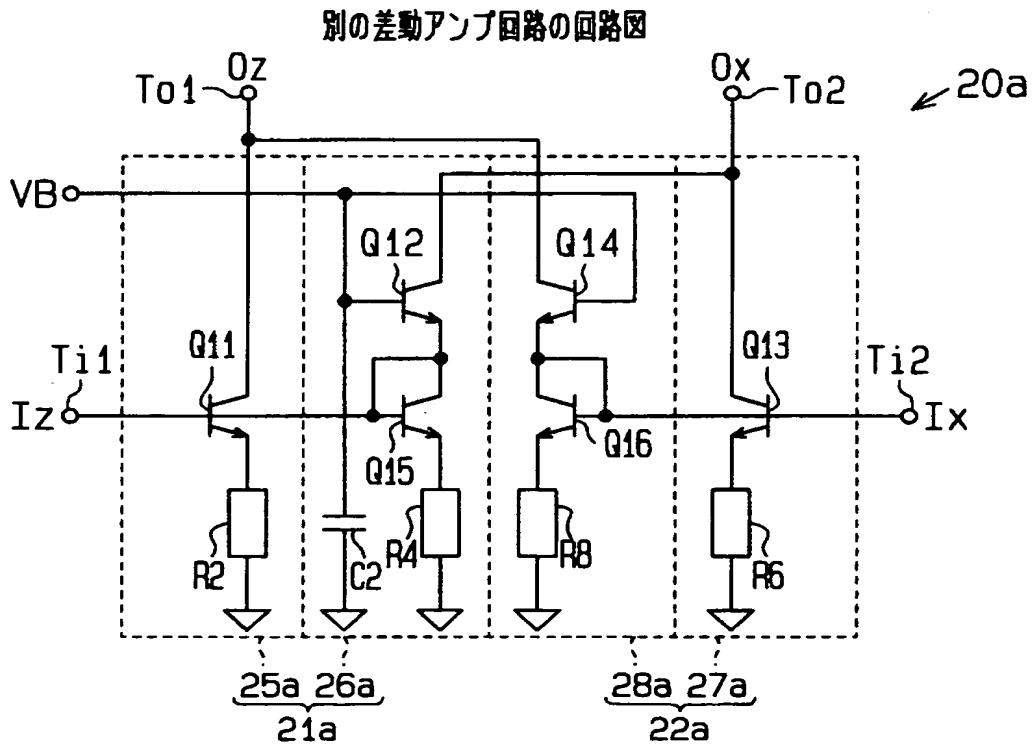 別の差動アンプ回路の回路図
Oz
To1
Ox
To2
20a
VB
Q12
Q14
Ti1
Q11
Q13
Ti2
Iz
Ix
Q15
Q16
R2
C2
R4
R8
R6
25a 26a
28a 27a
21a
22a